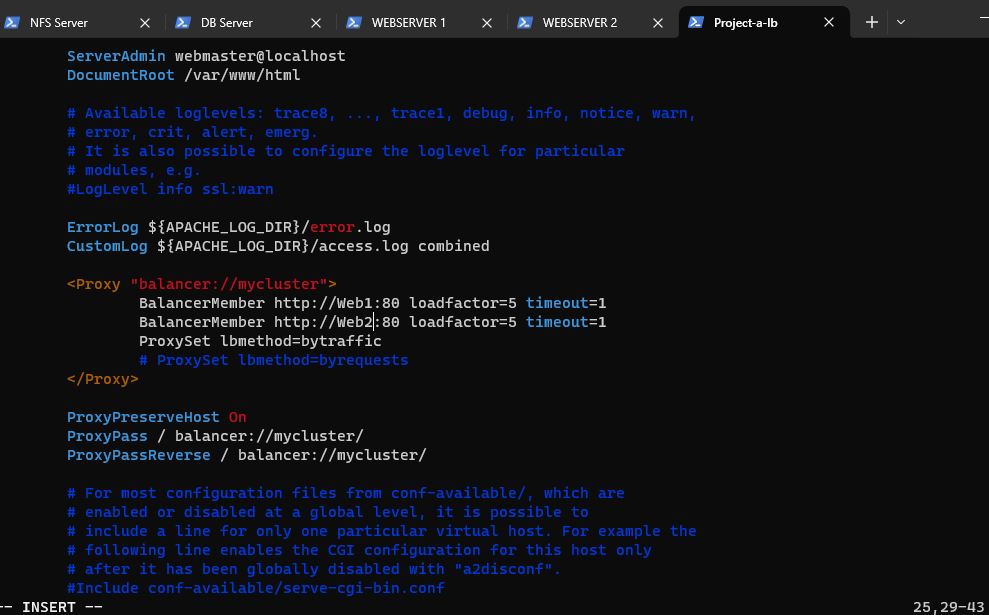 NFS Server DB Server WEBSERVER 1 WEBSERVER 2 Project-a-lb
ServerAdmin webmaster@localhost
DocumentRoot /var/www/html
# Available loglevels: trace8, ..., trace1, debug, info, notice, warn,
# error, crit, alert, emerg.
# It is also possible to configure the loglevel for particular
# modules, e.g.
#LogLevel info ssl:warn
ErrorLog ${APACHE_LOG_DIR}/error.log
CustomLog ${APACHE_LOG_DIR}/access.log combined
<Proxy "balancer://mycluster">
BalancerMember http://Web1:80 loadfactor=5 timeout=1
BalancerMember http://Web2:80 loadfactor=5 timeout=1
ProxySet lbmethod=bytraffic
# ProxySet lbmethod=byrequests
</Proxy>
ProxyPreserveHost On
ProxyPass / balancer://mycluster/
ProxyPassReverse / balancer://mycluster/
# For most configuration files from conf-available/, which are
# enabled or disabled at a global level, it is possible to
# include a line for only one particular virtual host. For example the
# following line enables the CGI configuration for this host only
# after it has been globally disabled with "a2disconf".
#Include conf-available/serve-cgi-bin.conf
-- INSERT -- 25,29-43